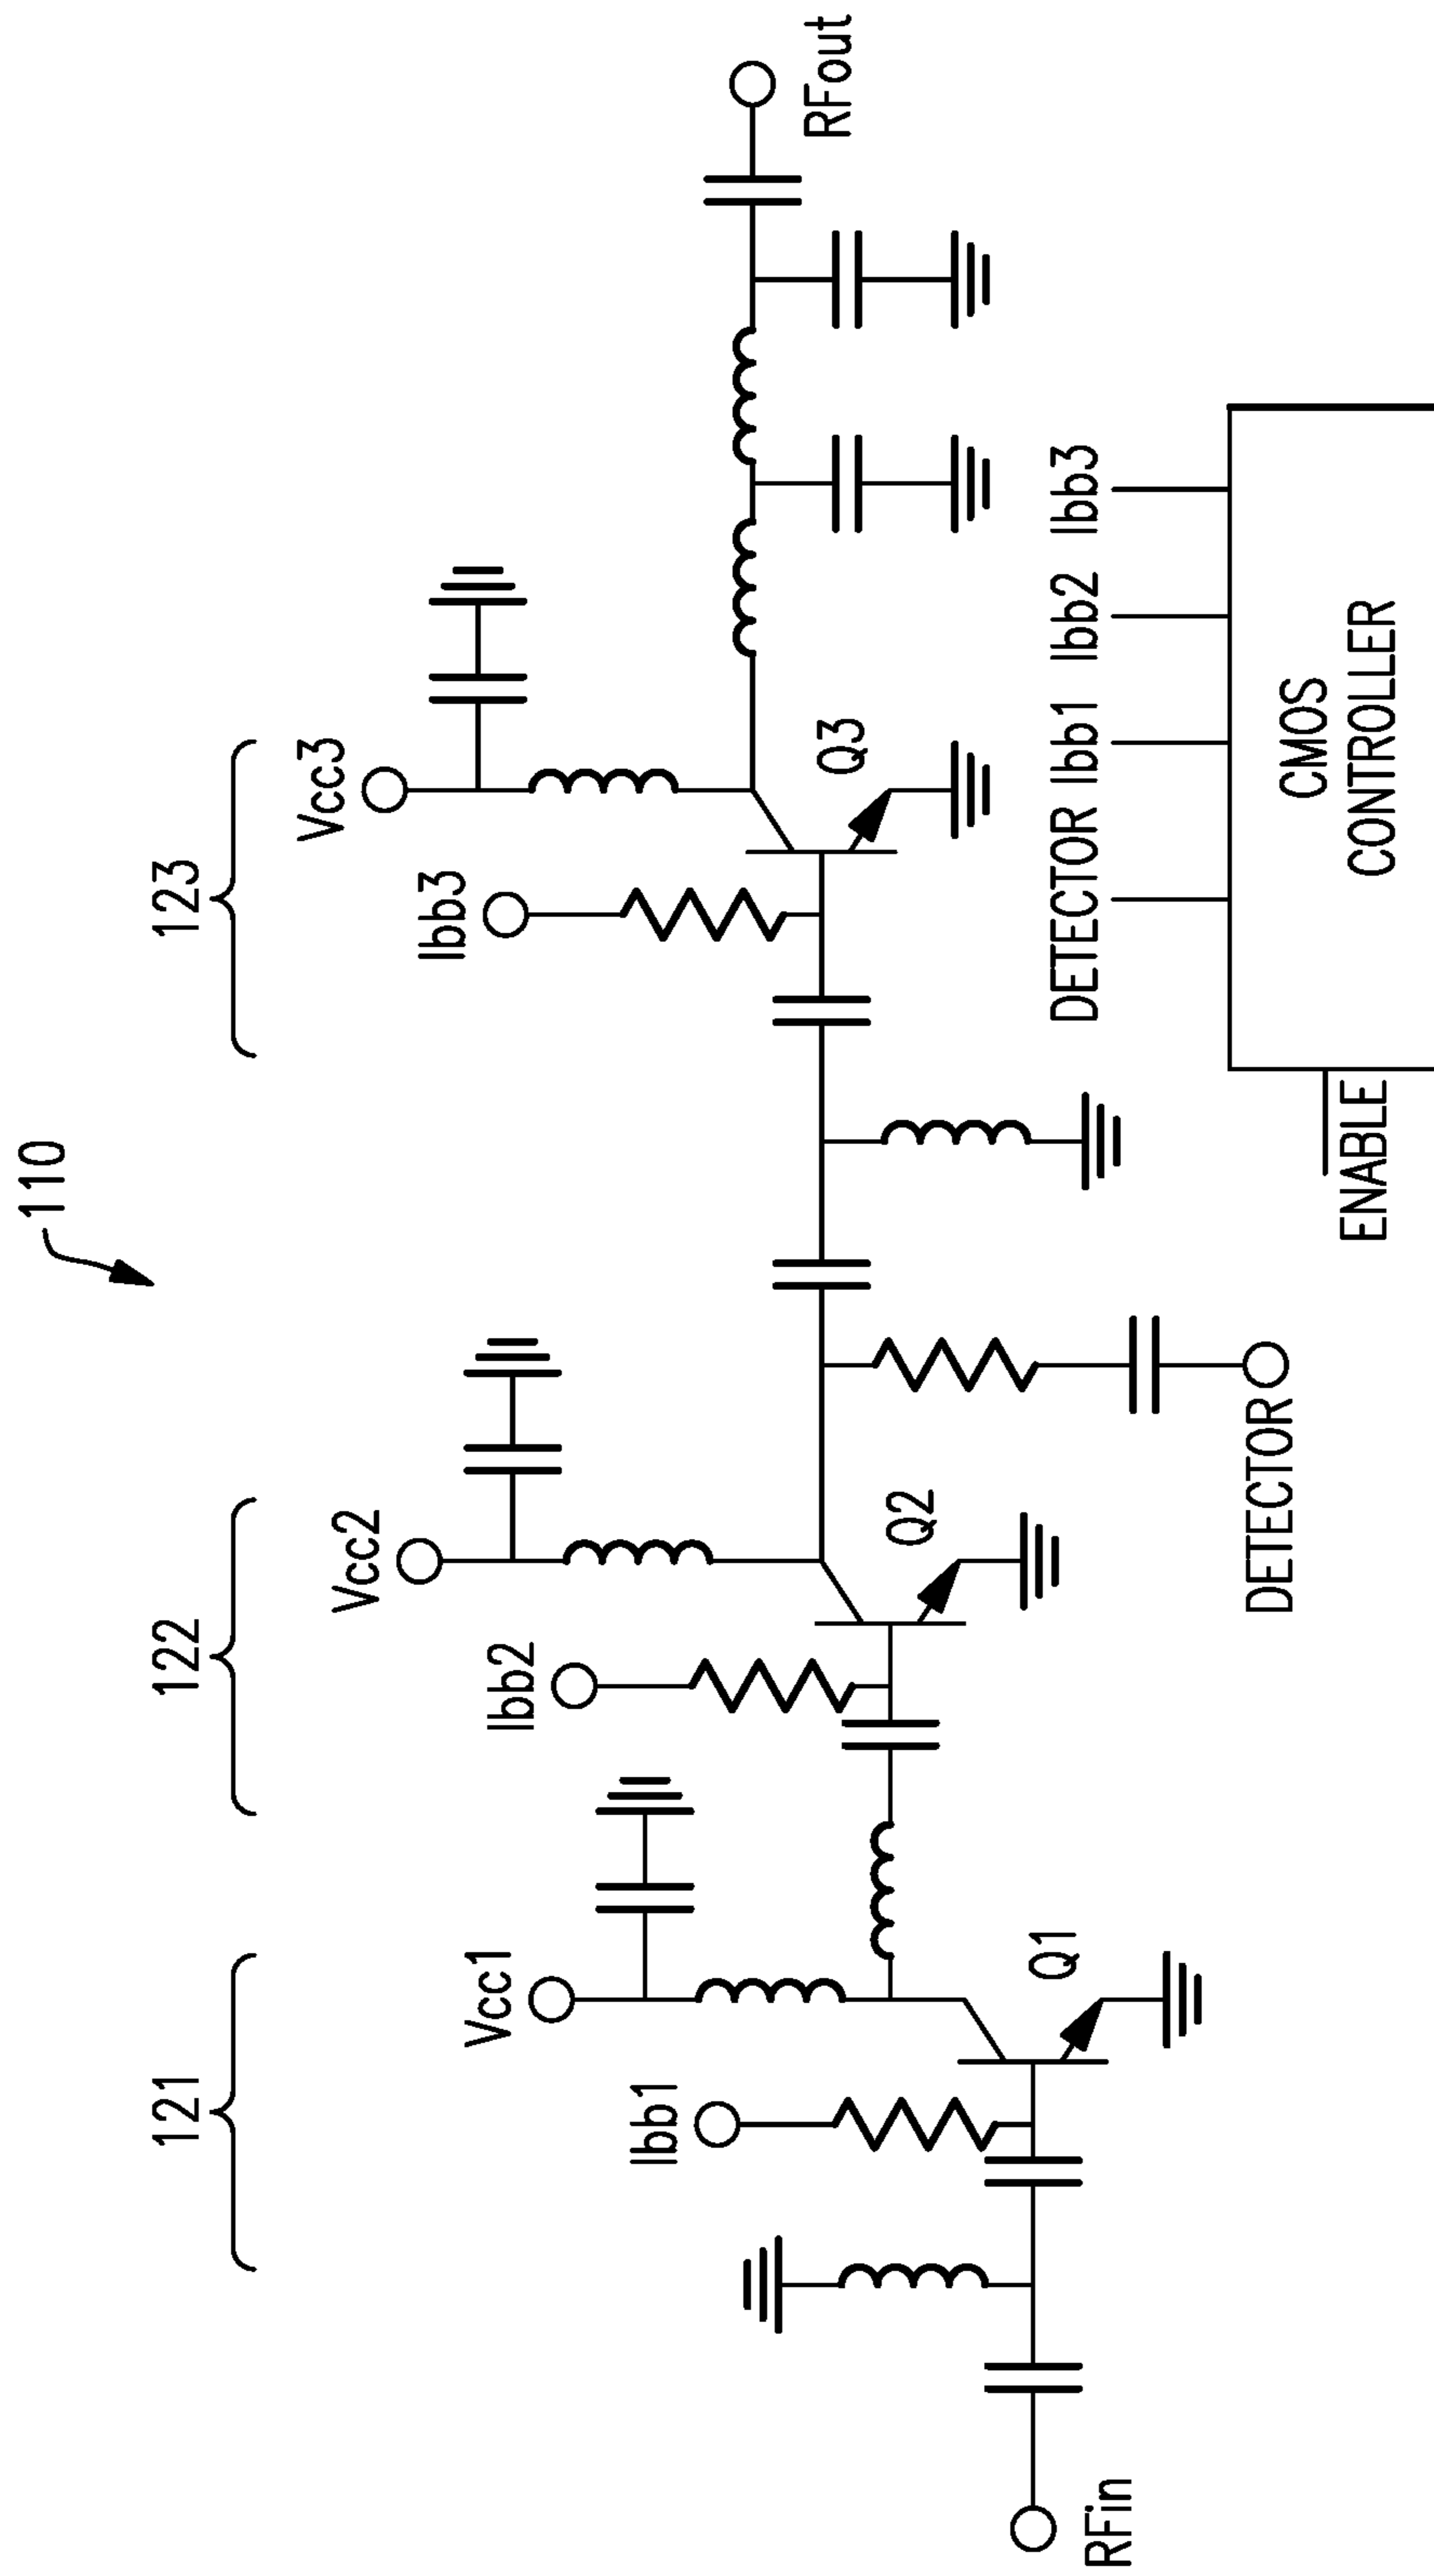 110
121
122
123
Vcc3
Vcc2
Ibb3
Vcc1
Ibb2
Ibb1
RFout
Q3
Q2
Q1
RFin
DETECTOR
DETECTOR Ibb1 Ibb2 Ibb3
CMOS
CONTROLLER
ENABLE